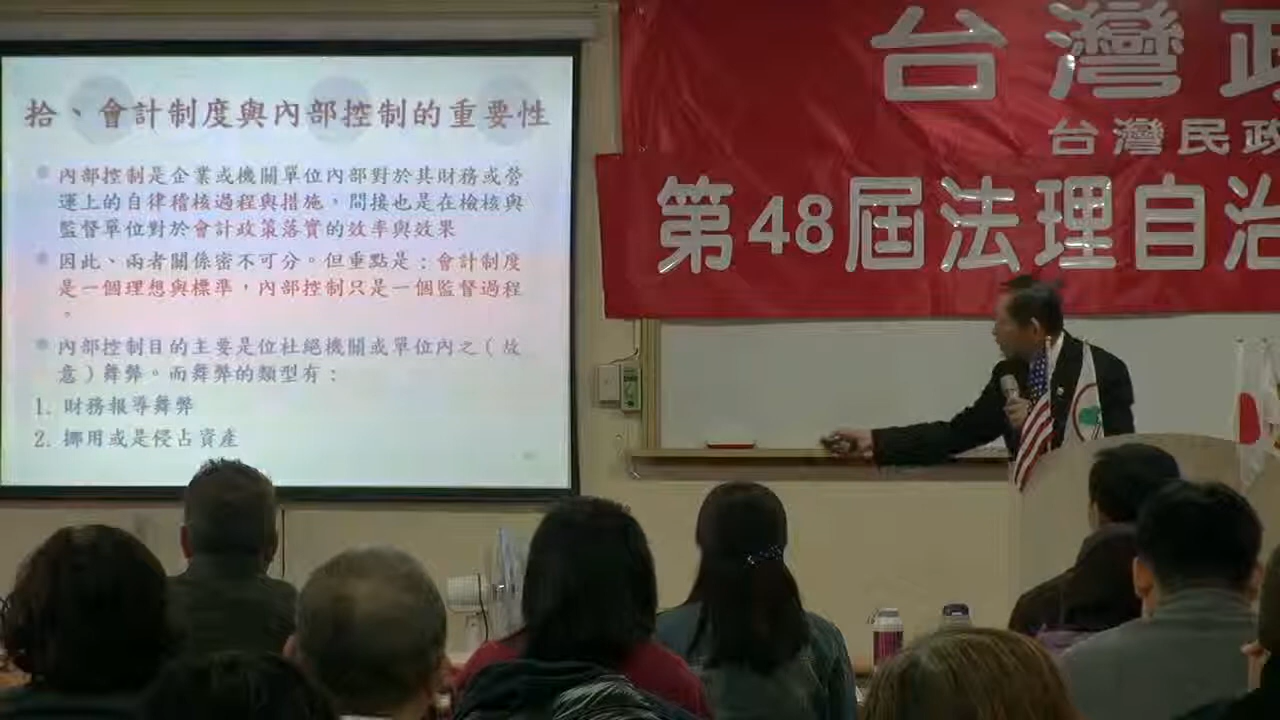 拾、會計制度與內部控制的重要性
內部控制是企業或機關單位內部對於其財務或營
運上的自律稽核過程與措施，間接也是在檢核與
監督單位對於會計政策落實的效率與效果
因此、兩者關係密不可分。但重點是：會計制度
是一個理想與標準，內部控制只是一個監督過程
。
內部控制目的主要是位杜絕機關或單位內之（故
意）舞弊。而舞弊的類型有：
1. 財務報導舞弊
2. 挪用或是侵占資產
台灣政
台灣民政
第48屆法理自治